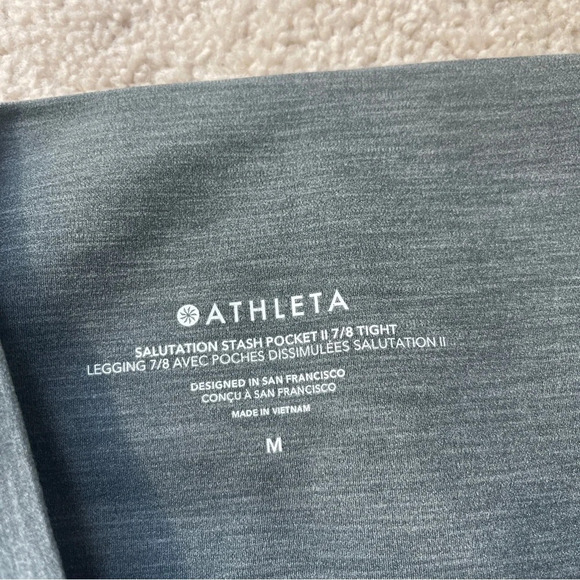 ATHLETA
SALUTATION STASH POCKET II 7/8 TIGHT
LEGGING 7/8 AVEC POCHES DISSIMULÉES SALUTATION II
DESIGNED IN SAN FRANCISCO
CONÇU À SAN FRANCISCO
MADE IN VIETNAM
M